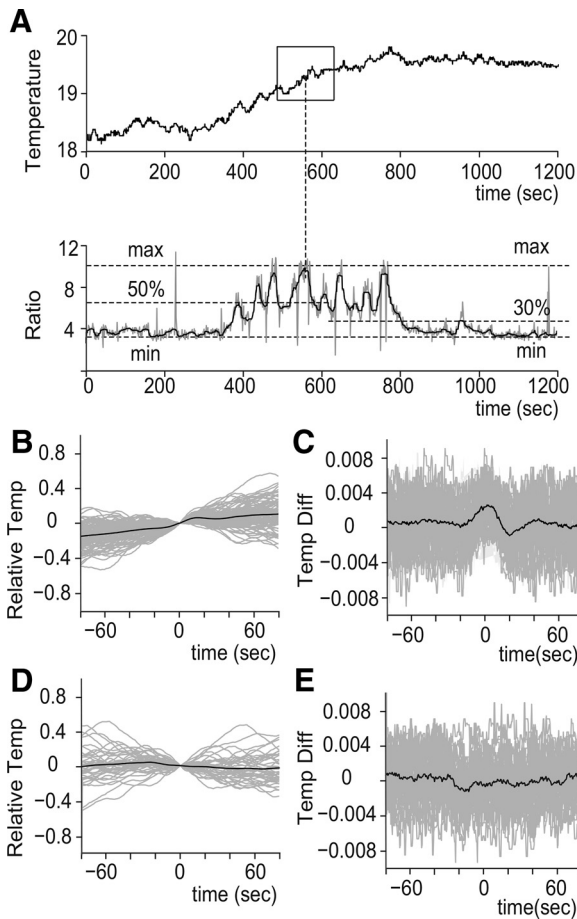 A
Temperature
20
19
18
0 200 400 600 800 1000 1200
time (sec)
Ratio
12
8
4
max
50%
min
max
30%
min
0 200 400 600 800 1000 1200
time (sec)
B
Relative Temp
0.8
0.4
0
−0.4
−0.8
−60 0 60
time (sec)
C
Temp Diff
0.008
0.004
0
−0.004
−0.008
−60 0 60
time(sec)
D
Relative Temp
0.8
0.4
0
−0.4
−0.8
−60 0 60
time (sec)
E
Temp Diff
0.008
0.004
0
−0.004
−0.008
−60 0 60
time(sec)